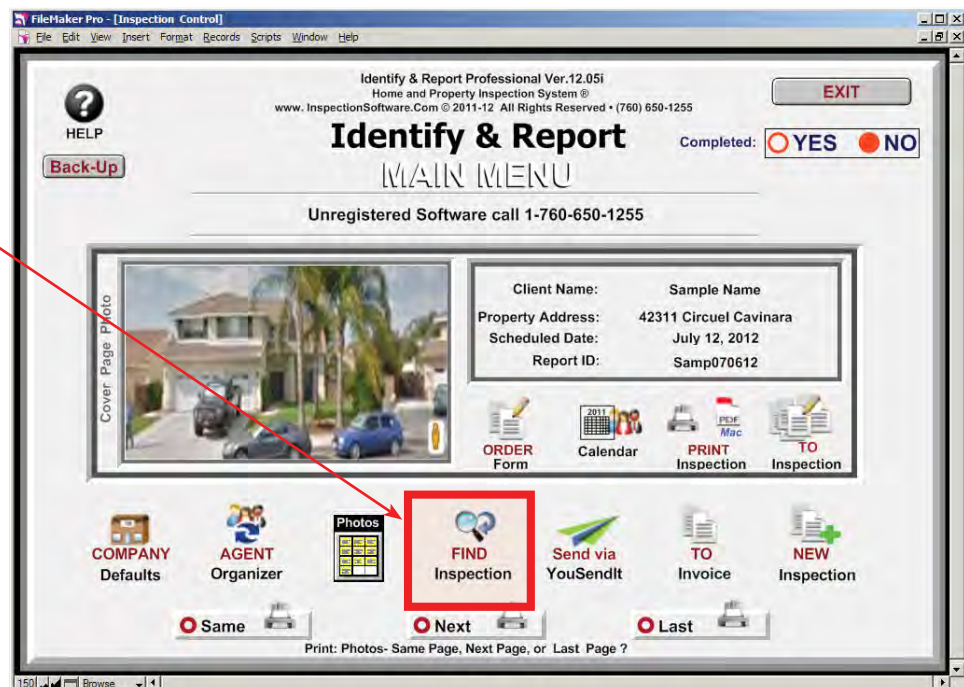 FileMaker Pro - [Inspection Control]
File Edit View Insert Format Records Scripts Window Help
Identify & Report Professional Ver.12.05i
Home and Property Inspection System ®
www. InspectionSoftware.Com © 2011-12 All Rights Reserved • (760) 650-1255
EXIT
HELP
Identify & Report
Completed: YES NO
Back-Up
MAIN MENU
Unregistered Software call 1-760-650-1255
Cover Page Photo
Client Name: Sample Name
Property Address: 42311 Circuel Cavinara
Scheduled Date: July 12, 2012
Report ID: Samp070612
2011
PDF
Mac
ORDER Form
Calendar
PRINT Inspection
TO Inspection
Photos
COMPANY Defaults
AGENT Organizer
FIND Inspection
Send via YouSendIt
TO Invoice
NEW Inspection
Same
Next
Last
Print: Photos- Same Page, Next Page, or Last Page ?
150 Browse